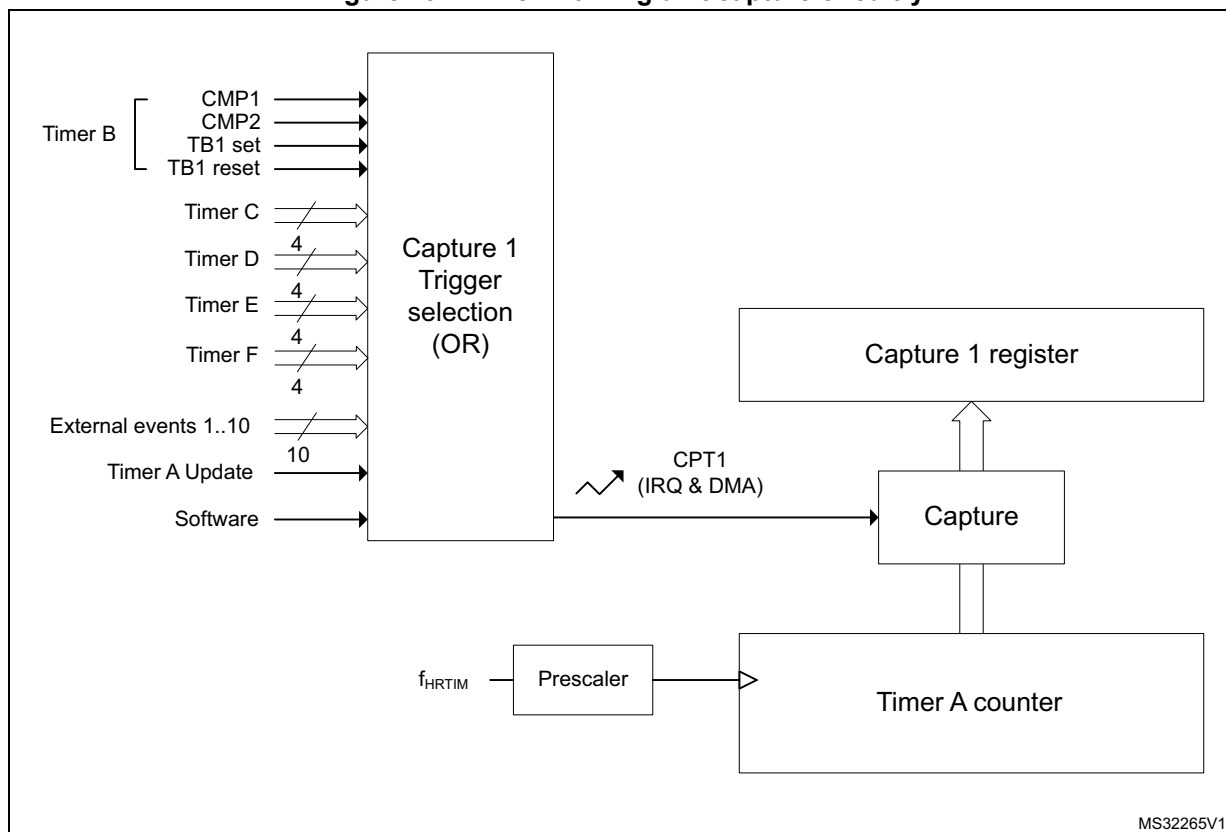 Timer B
CMP1
CMP2
TB1 set
TB1 reset
Timer C
4
Timer D
4
Timer E
4
Timer F
4
External events 1..10
10
Timer A Update
Software
Capture 1
Trigger
selection
(OR)
CPT1
(IRQ & DMA)
Capture 1 register
Capture
fHRTIM
Prescaler
Timer A counter
MS32265V1